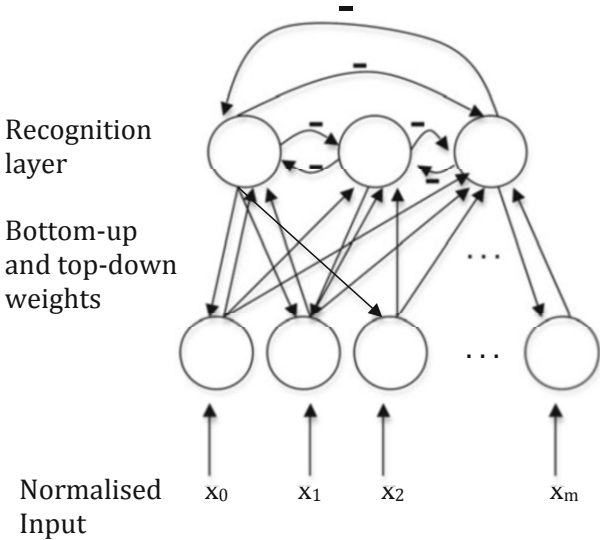 -
-
- -
- -
Recognition
layer
Bottom-up
and top-down
weights
...
...
x₀ x₁ x₂ xₘ
Normalised
Input